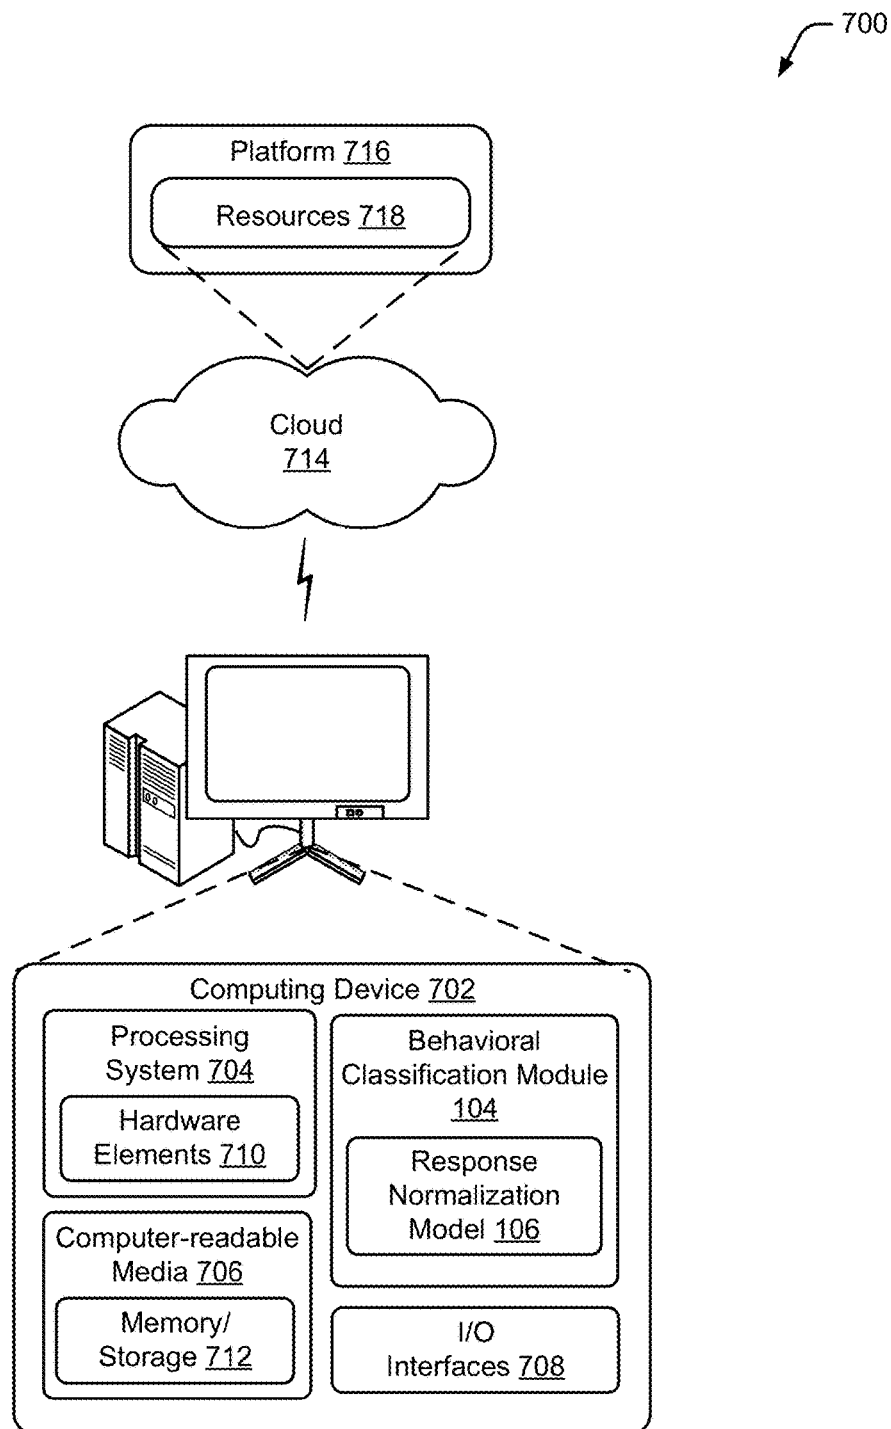 700
Platform 716
Resources 718
Cloud
714
Computing Device 702
Processing
System 704
Hardware
Elements 710
Behavioral
Classification Module
104
Response
Normalization
Model 106
Computer-readable
Media 706
Memory/
Storage 712
I/O
Interfaces 708